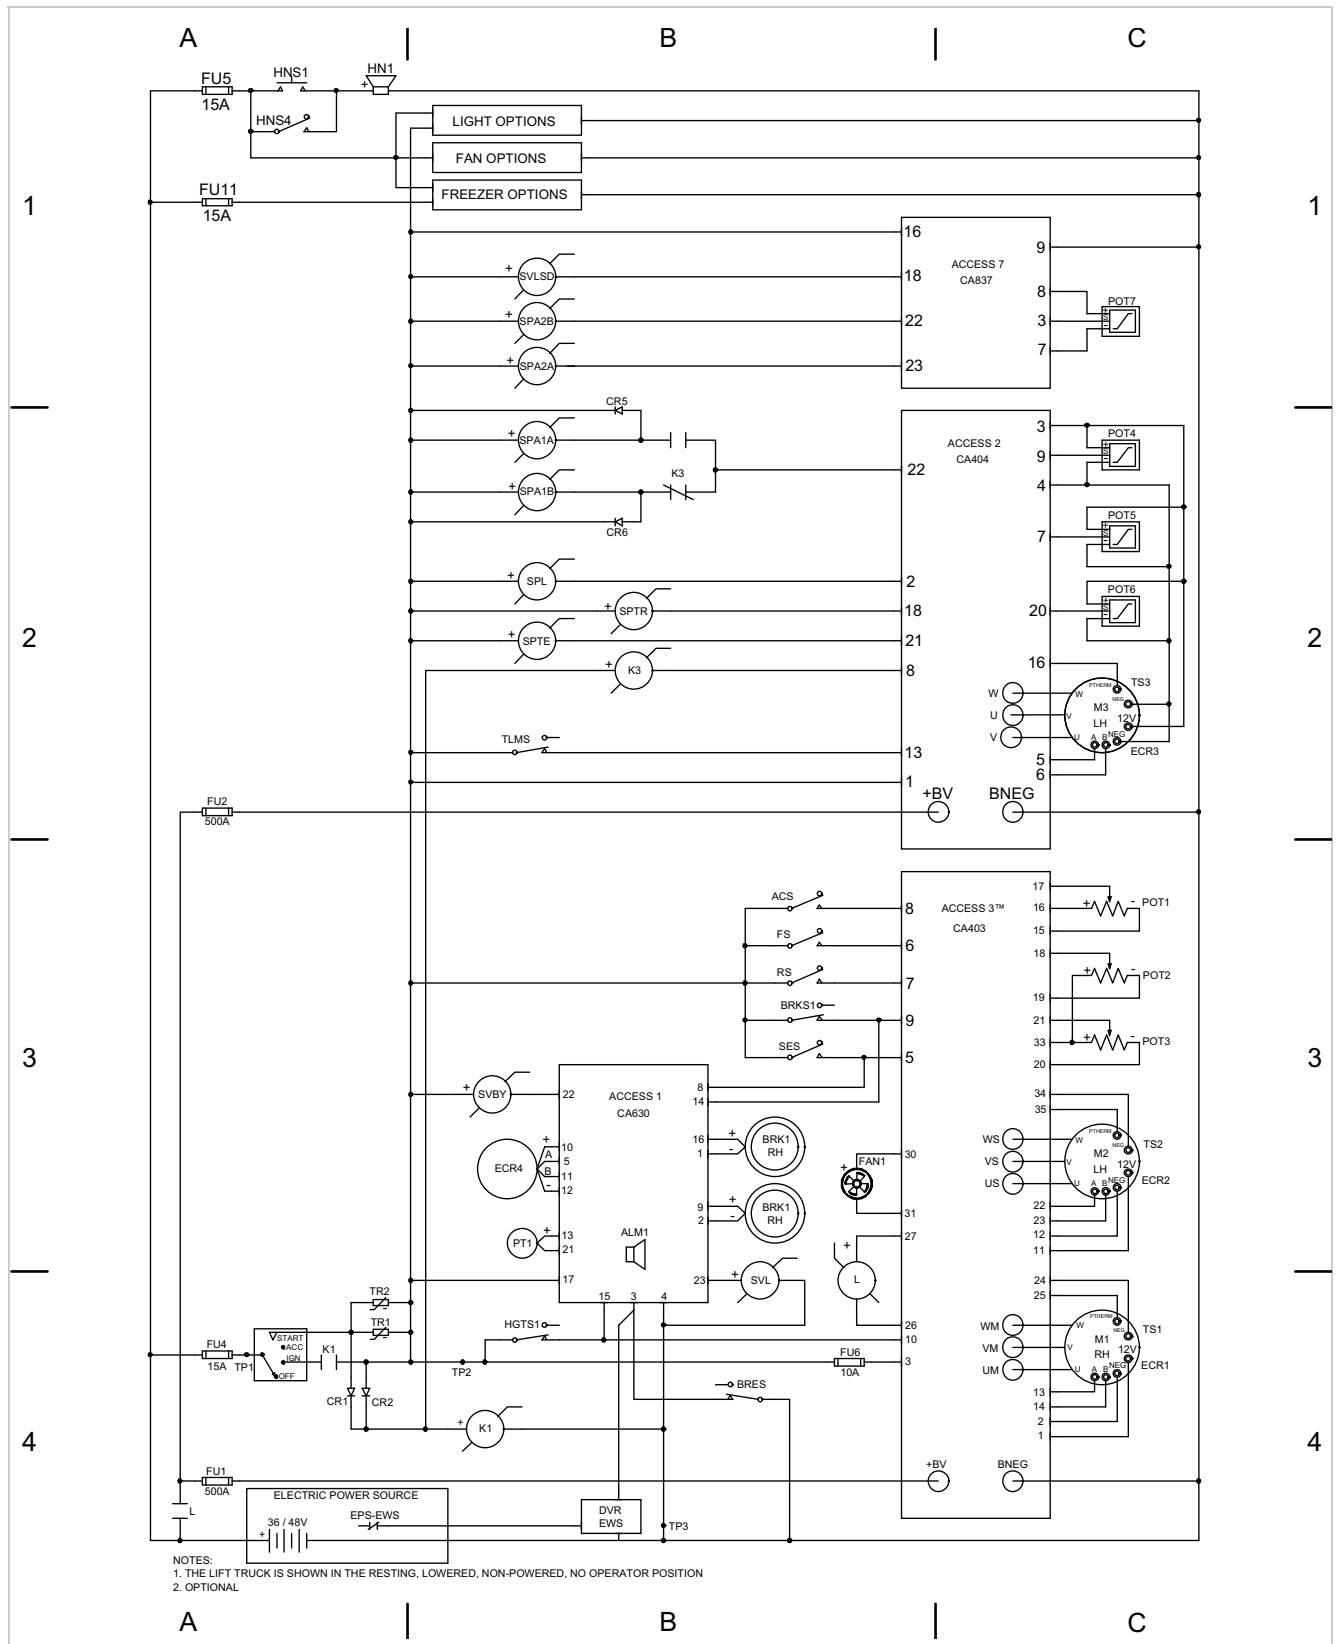 A B C
HNS1 HN1
FU5 +
15A
HNS4 LIGHT OPTIONS
FAN OPTIONS
FU11 FREEZER OPTIONS
15A
1 1
16
ACCESS 7
CA837
9
+ SVLSD 18
8
POT7
+ SPA2B 22 3
7
+ SPA2A 23
CR5
3
POT4
+ SPA1A
ACCESS 2
CA404
9
22
K3
4
+ SPA1B
POT5
CR6
7
+ SPL 2
POT6
+ SPTR 18 20
2 2
+ SPTE 21
16
+ K3 8
PTHERM TS3
W W NEG
M3
U V LH 12V
V U A B NEG
ECR3
TLMS
13
5
6
1
+BV BNEG
FU2
500A
17
ACS
8 ACCESS 3™ 16 + - POT1
CA403
15
FS
6
18
RS
7 + - POT2
19
BRKS1
9 21
33 + - POT3
SES
5 20
3 3
+ SVBY 22 ACCESS 1 8
CA630 14
34
35
PTHERM
WS W NEG TS2
M2
VS V LH 12V
US U A B NEG ECR2
16 + BRK1
1 - RH
ECR4 + 10
A 5
B 11
- 12
FAN1
+ 30
31
22
23
12
11
9 + BRK1
2 - RH
PT1 + 13
21
ALM1
27
17 23 + SVL + L
24
25
15 3 4
TR2
TR1
HGTS1
26
10
PTHERM
WM W NEG TS1
M1
VM V RH 12V
UM U A B NEG ECR1
START
ACC
IGN
OFF
FU4
15A TP1
K1
TP2
FU6
10A
3
CR1 CR2
BRES
13
14
2
1
+ K1
4 4
FU1
500A
+BV BNEG
L
ELECTRIC POWER SOURCE
EPS-EWS
DVR
EWS
36 / 48V
+
TP3
NOTES:
1. THE LIFT TRUCK IS SHOWN IN THE RESTING, LOWERED, NON-POWERED, NO OPERATOR POSITION
2. OPTIONAL
A B C